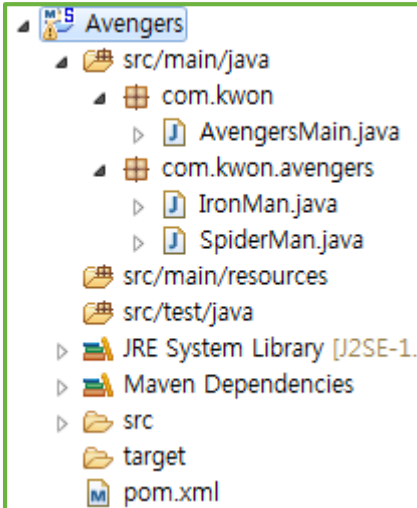 Avengers
src/main/java
com.kwon
AvengersMain.java
com.kwon.avengers
IronMan.java
SpiderMan.java
src/main/resources
src/test/java
JRE System Library [J2SE-1.
Maven Dependencies
src
target
pom.xml